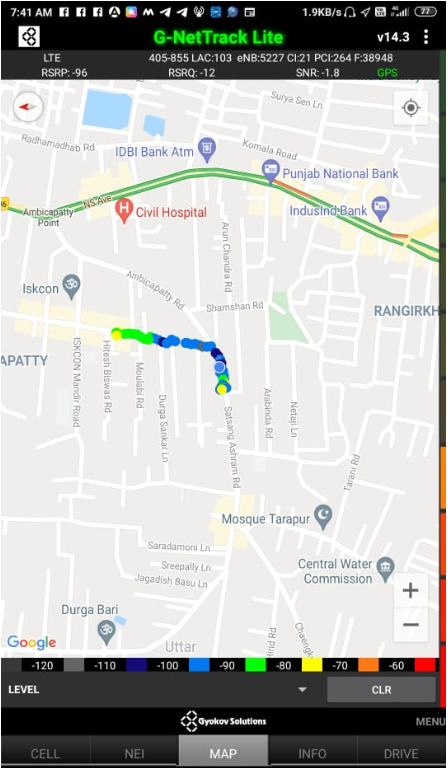 7:41 AM
1.9KB/s
4G
77
G-NetTrack Lite
v14.3
LTE
405-855 LAC:103 eNB:5227 CI:21 PCI:264 F:38948
RSRP: -96
RSRQ: -12
SNR: -1.8
GPS
Surya Sen Ln
Radhamadhab Rd
IDBI Bank Atm
Komala Road
Punjab National Bank
NS Ave
IndusInd Bank
06
Ambicapatty
Point
Civil Hospital
Arun Chandra Rd
Iskcon
Ambicapatty Rd
Shamshan Rd
RANGIRKH
APATTY
ISKCON Mandir Road
Hitesh Biswas Rd
Moulabi Rd
Durga Sankar Ln
Satsang Ashram Rd
Arabinda Rd
Netaji Ln
Tarani Rd
Mosque Tarapur
Saradamoni Ln
Sreepally Ln
Jagadish Basu Ln
Central Water
Commission
Durga Bari
Uttar
hind Rd
Chaengk
+
−
Google
-120 -110 -100 -90 -80 -70 -60
LEVEL
CLR
Gyokov Solutions
MENU
CELL NEI MAP INFO DRIVE